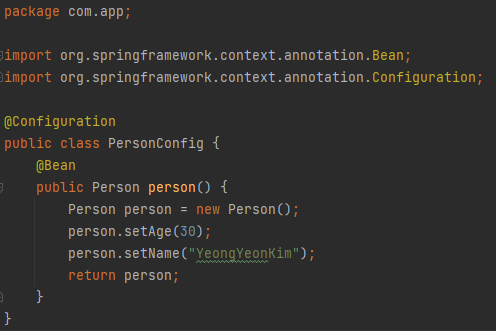 package com.app;
import org.springframework.context.annotation.Bean;
import org.springframework.context.annotation.Configuration;
@Configuration
public class PersonConfig {
@Bean
public Person person() {
Person person = new Person();
person.setAge(30);
person.setName("YeongYeonKim");
return person;
}
}